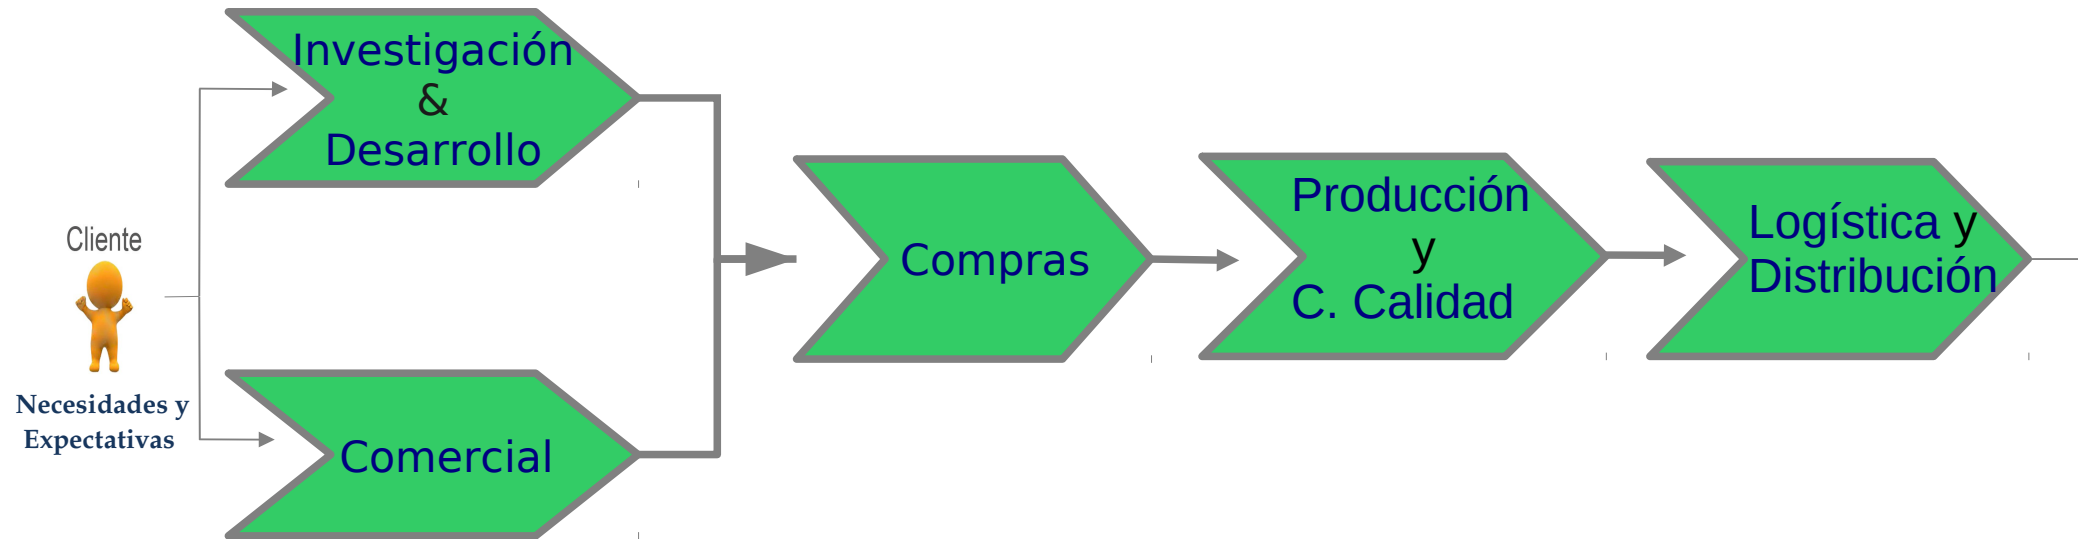 Cliente
Necesidades y
Expectativas
Investigación
&
Desarrollo
Comercial
Compras
Producción
y
C. Calidad
Logística y
Distribución